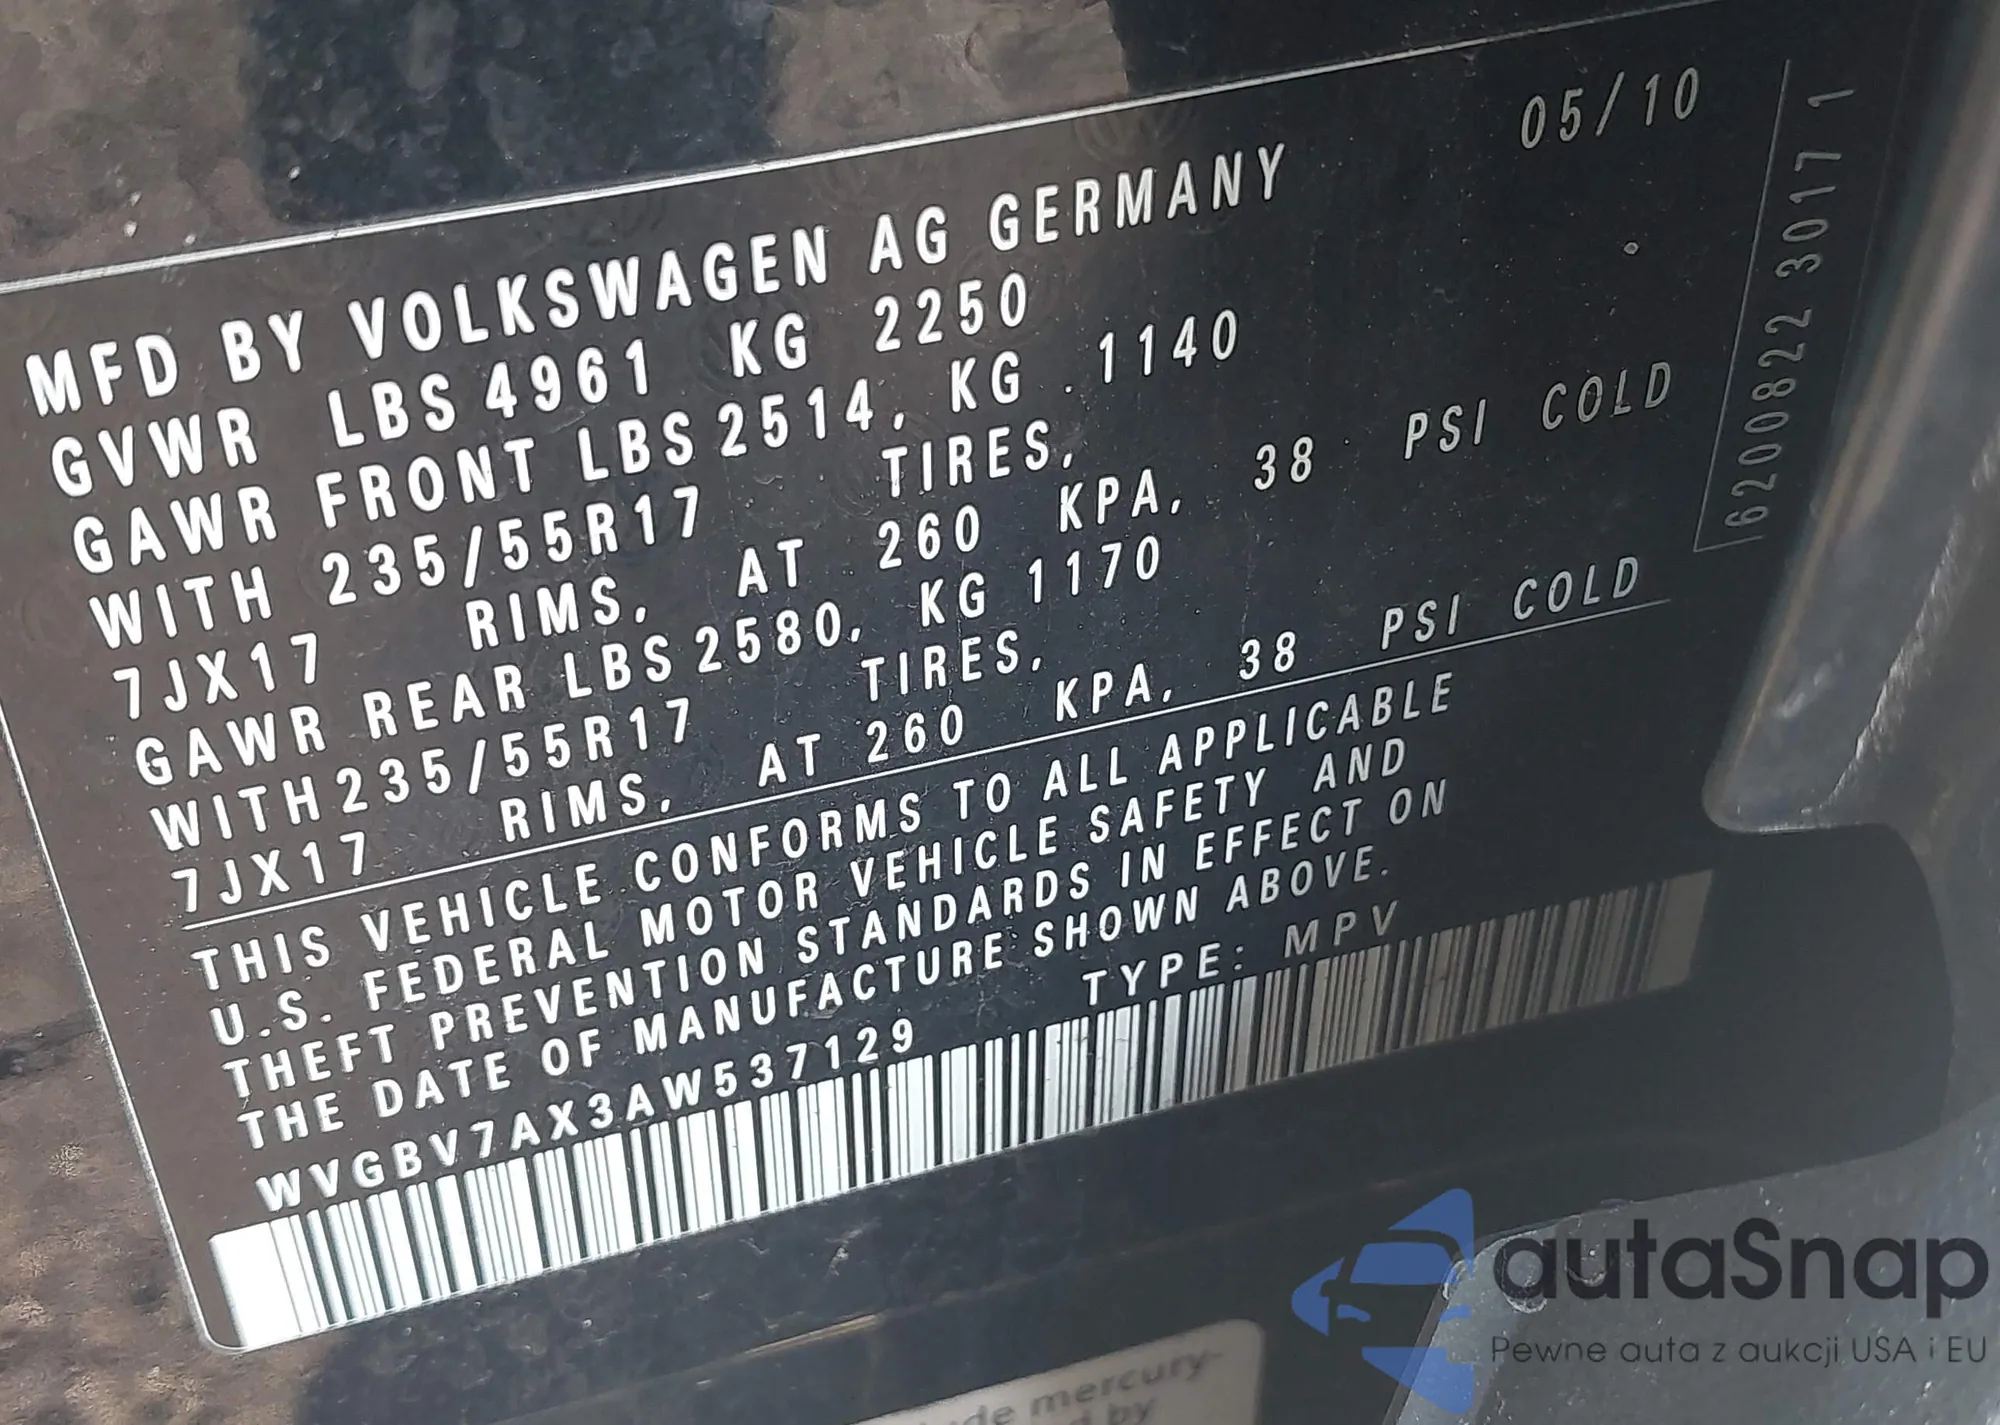 05/10
MFD BY VOLKSWAGEN AG GERMANY
GVWR LBS 4961 KG 2250
GAWR FRONT LBS 2514, KG 1140
WITH 235/55R17 TIRES,
7JX17 RIMS, AT 260 KPA, 38 PSI COLD
GAWR REAR LBS 2580, KG 1170
WITH 235/55R17 TIRES,
7JX17 RIMS, AT 260 KPA, 38 PSI COLD
6200822 3017 1
THIS VEHICLE CONFORMS TO ALL APPLICABLE
U.S. FEDERAL MOTOR VEHICLE SAFETY AND
THEFT PREVENTION STANDARDS IN EFFECT ON
THE DATE OF MANUFACTURE SHOWN ABOVE.
WVGBV7AX3AW537129 TYPE: MPV
mercury-
by
autaSnap
Pewne auta z aukcji USA i EU